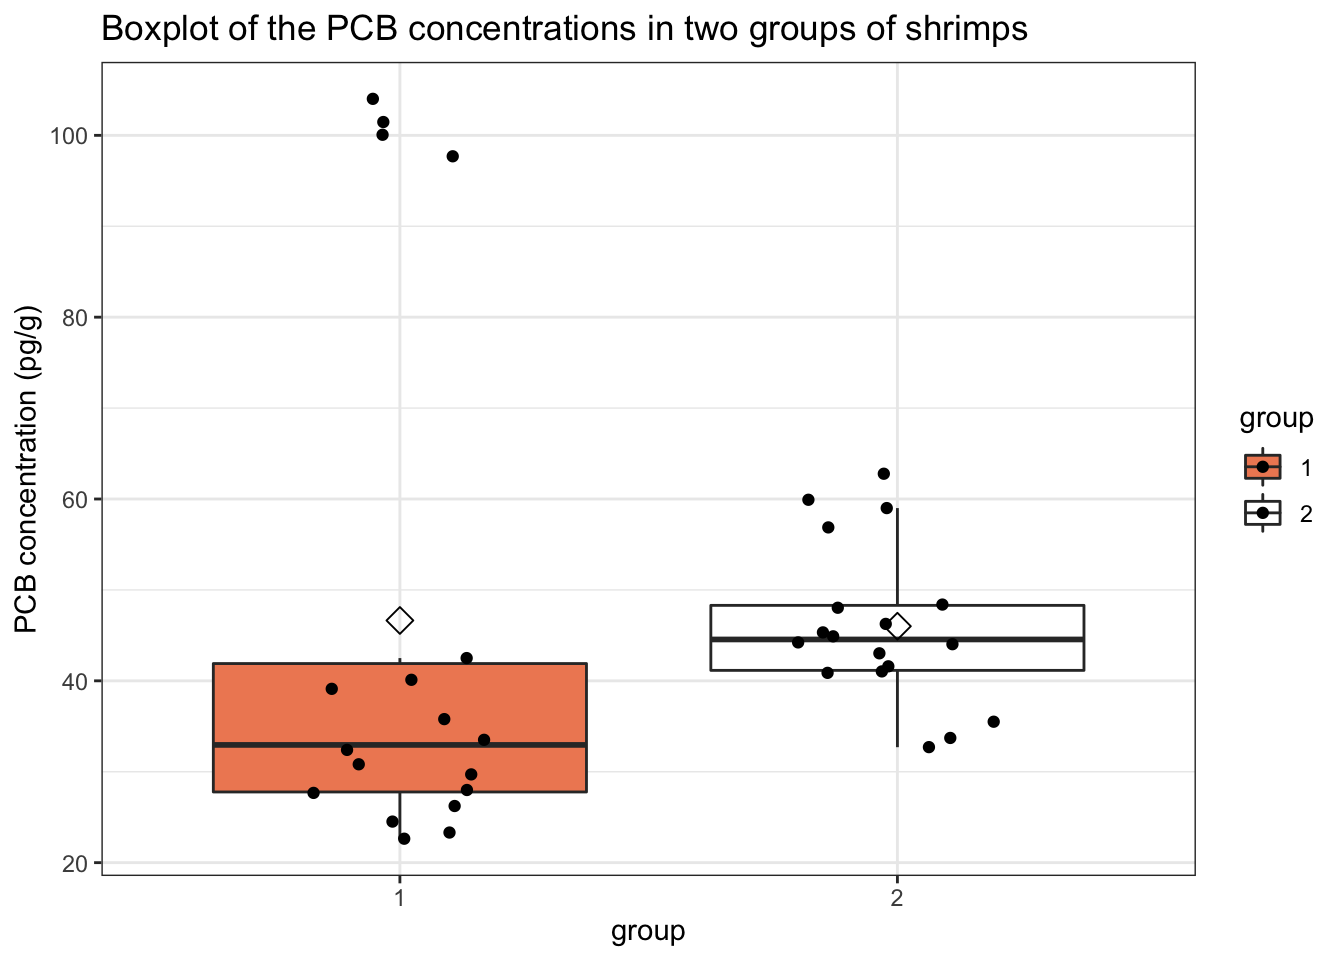 Boxplot of the PCB concentrations in two groups of shrimps
PCB concentration (pg/g)
100
80
60
40
20
1
2
group
group
1
2